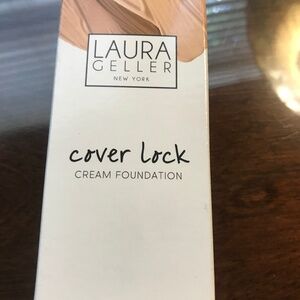 LAURA
GELLER
NEW YORK
cover lock
CREAM FOUNDATION